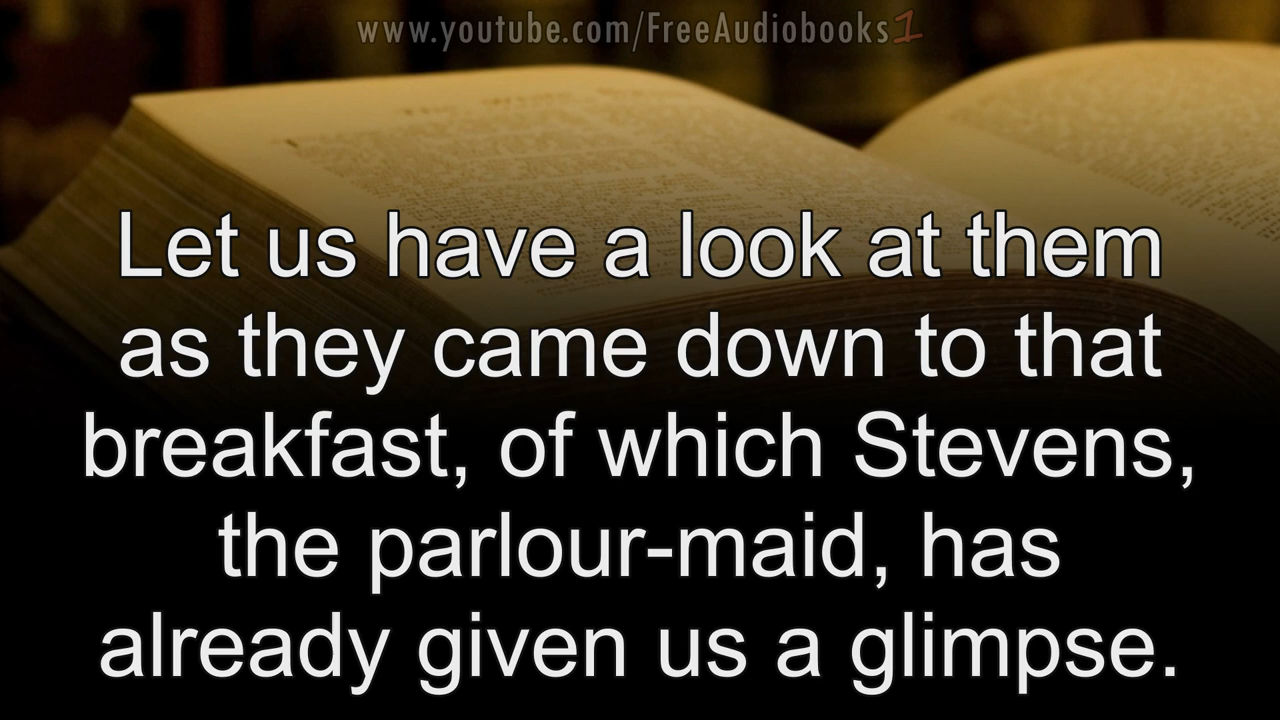 www.youtube.com/FreeAudiobooks1
Let us have a look at them
as they came down to that
breakfast, of which Stevens,
the parlour-maid, has
already given us a glimpse.